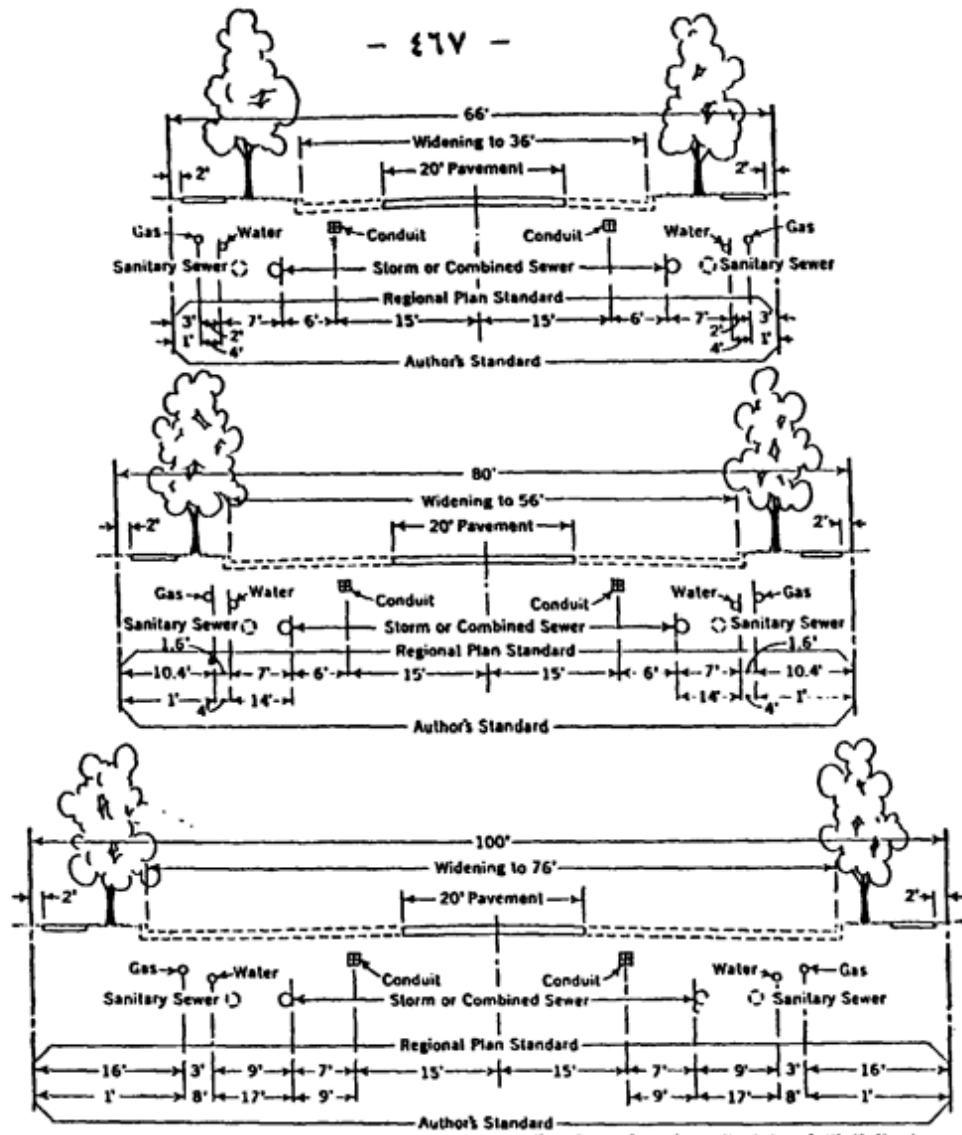 - ٤٦٧ -
66'
Widening to 36'
2' 20' Pavement 2'
Gas Water Conduit Conduit Water Gas
Sanitary Sewer Storm or Combined Sewer Sanitary Sewer
Regional Plan Standard
3' 7' 6' 15' 15' 6' 7' 3'
2' 2'
1' 4' 4' 1'
Author's Standard
80'
Widening to 56'
2' 20' Pavement 2'
Gas Water Conduit Conduit Water Gas
Sanitary Sewer Storm or Combined Sewer Sanitary Sewer
1.6' Regional Plan Standard 1.6'
10.4' 7' 6' 15' 15' 6' 7' 10.4'
1' 4' 14' 14' 4' 1'
Author's Standard
100'
Widening to 76'
2' 20' Pavement 2'
Gas Water Conduit Conduit Water Gas
Sanitary Sewer Storm or Combined Sewer Sanitary Sewer
Regional Plan Standard
16' 3' 9' 7' 15' 15' 7' 9' 3' 16'
1' 8' 17' 9' 9' 17' 8' 1'
Author's Standard